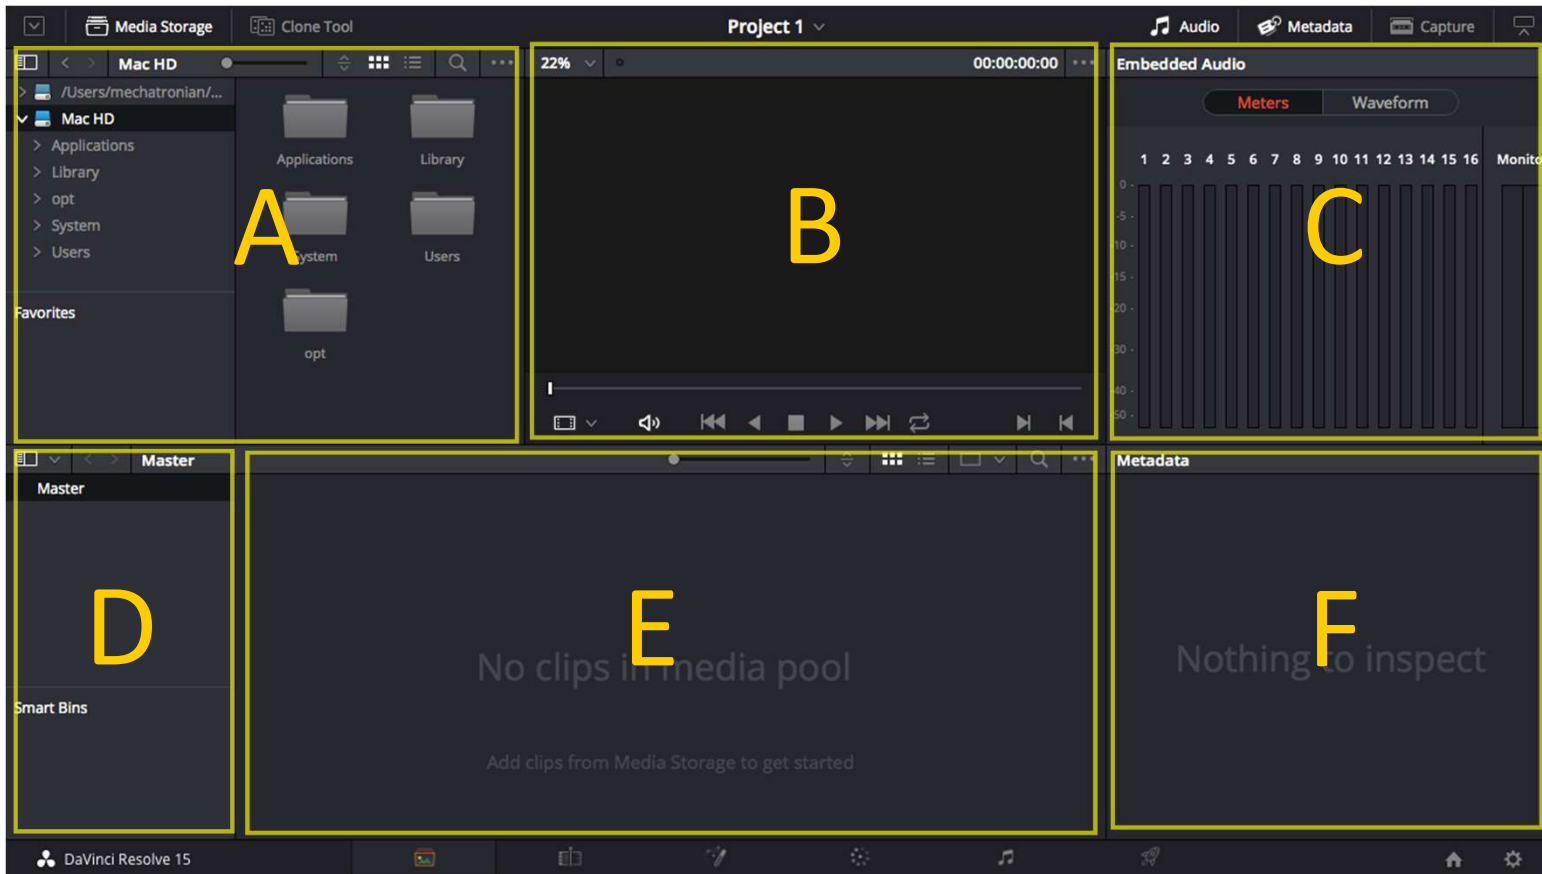 Media Storage
Clone Tool
Project 1
Audio
Metadata
Capture
Mac HD
22%
00:00:00:00
Embedded Audio
/Users/mechatronian/...
Mac HD
Applications
Library
opt
System
Users
Favorites
Applications
Library
System
Users
opt
A
B
Meters
Waveform
1 2 3 4 5 6 7 8 9 10 11 12 13 14 15 16 Monito
0 -
-5 -
-10 -
-15 -
-20 -
-30 -
-40 -
-50 -
C
Master
Master
Smart Bins
D
No clips in media pool
Add clips from Media Storage to get started
E
Metadata
Nothing to inspect
F
DaVinci Resolve 15